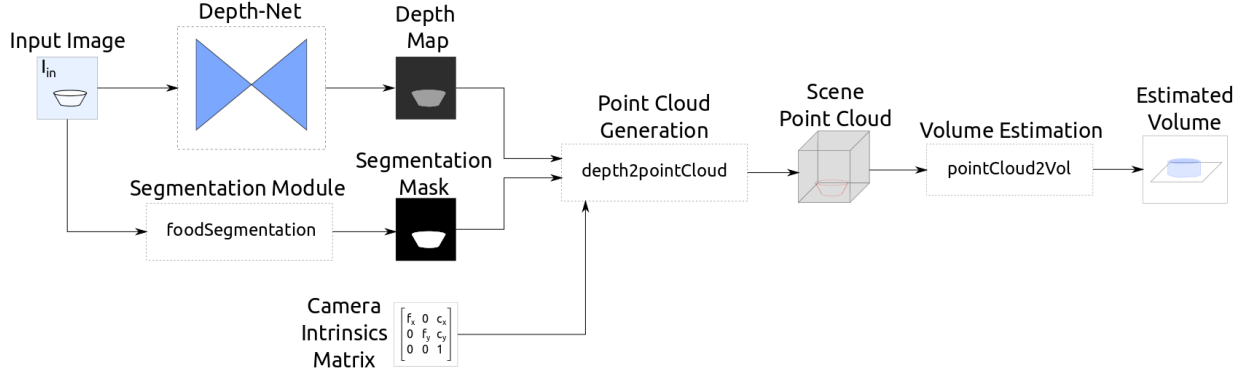 Input Image
I_in
Depth-Net
Depth
Map
Segmentation Module
foodSegmentation
Segmentation
Mask
Camera
Intrinsics
Matrix
f_x 0 c_x
0 f_y c_y
0 0 1
Point Cloud
Generation
depth2pointCloud
Scene
Point Cloud
Volume Estimation
pointCloud2Vol
Estimated
Volume